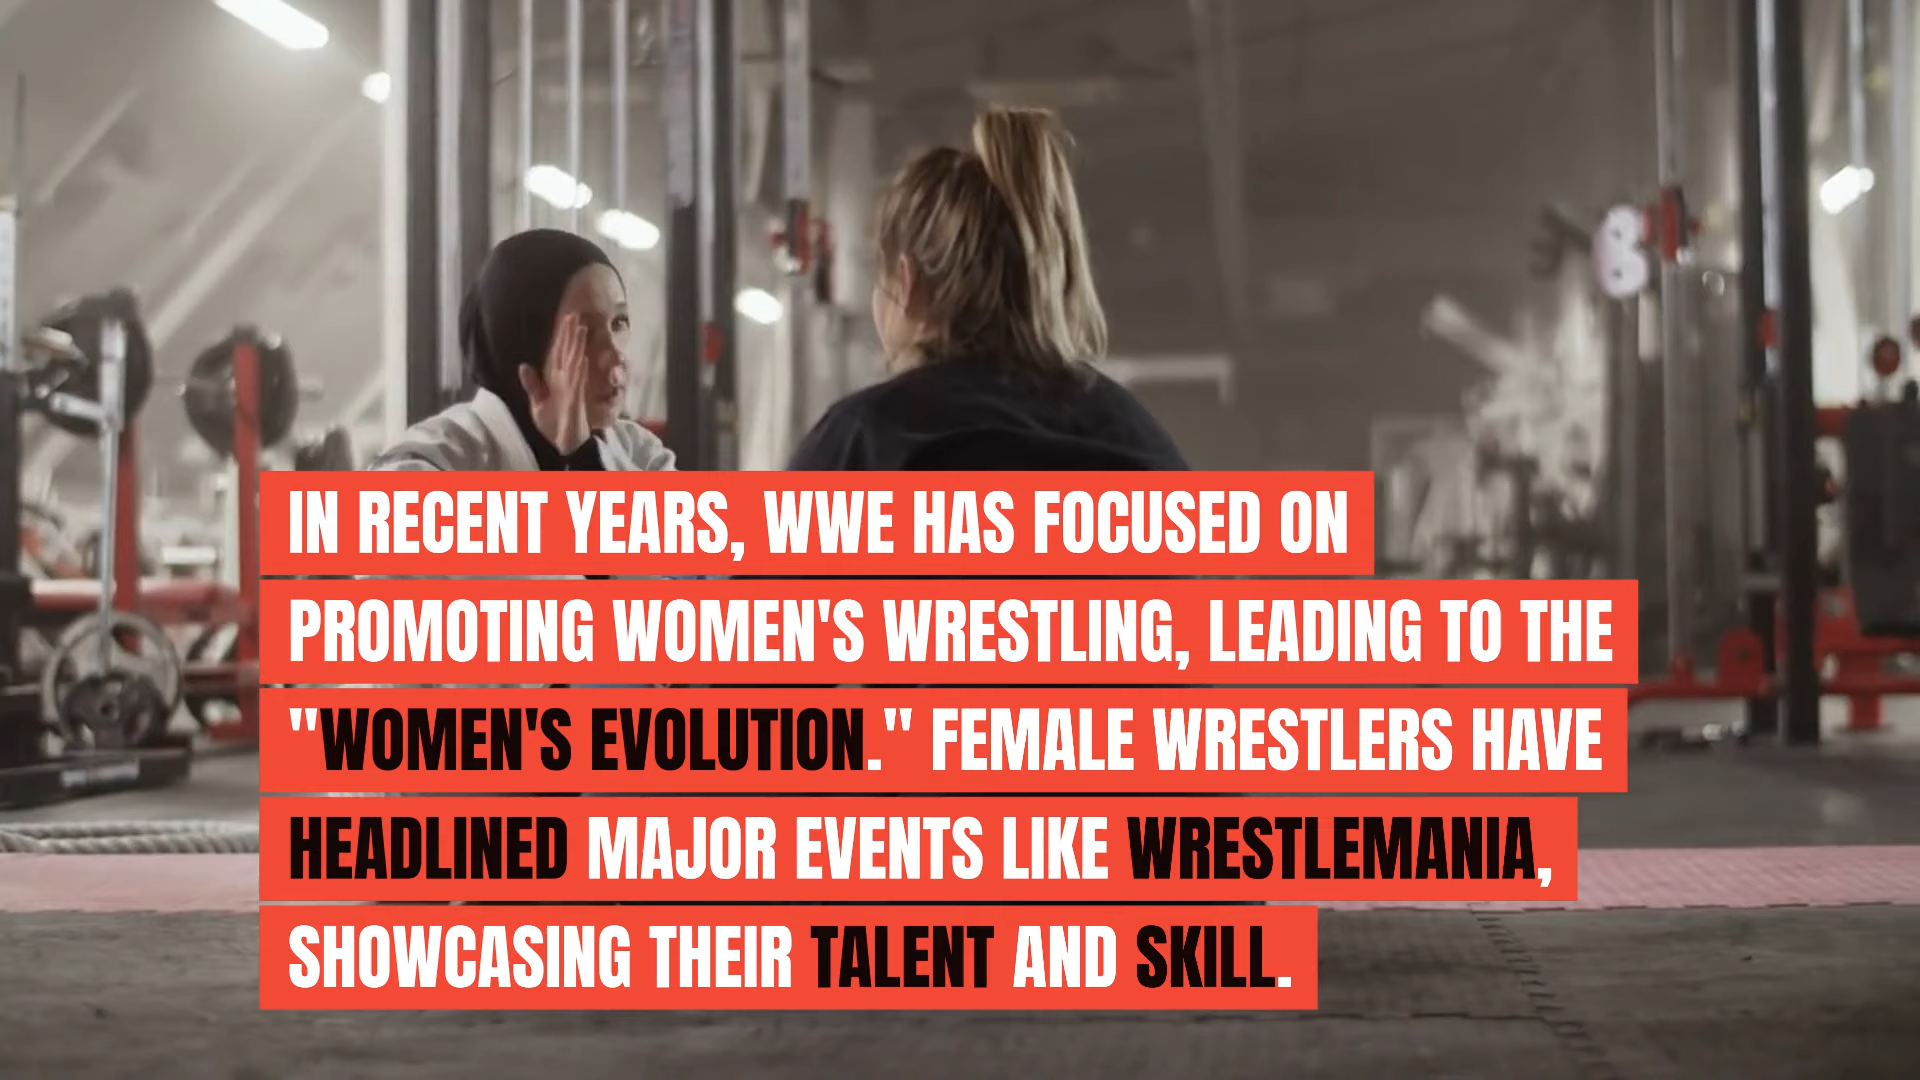 IN RECENT YEARS, WWE HAS FOCUSED ON
PROMOTING WOMEN'S WRESTLING, LEADING TO THE
"WOMEN'S EVOLUTION." FEMALE WRESTLERS HAVE
HEADLINED MAJOR EVENTS LIKE WRESTLEMANIA,
SHOWCASING THEIR TALENT AND SKILL.